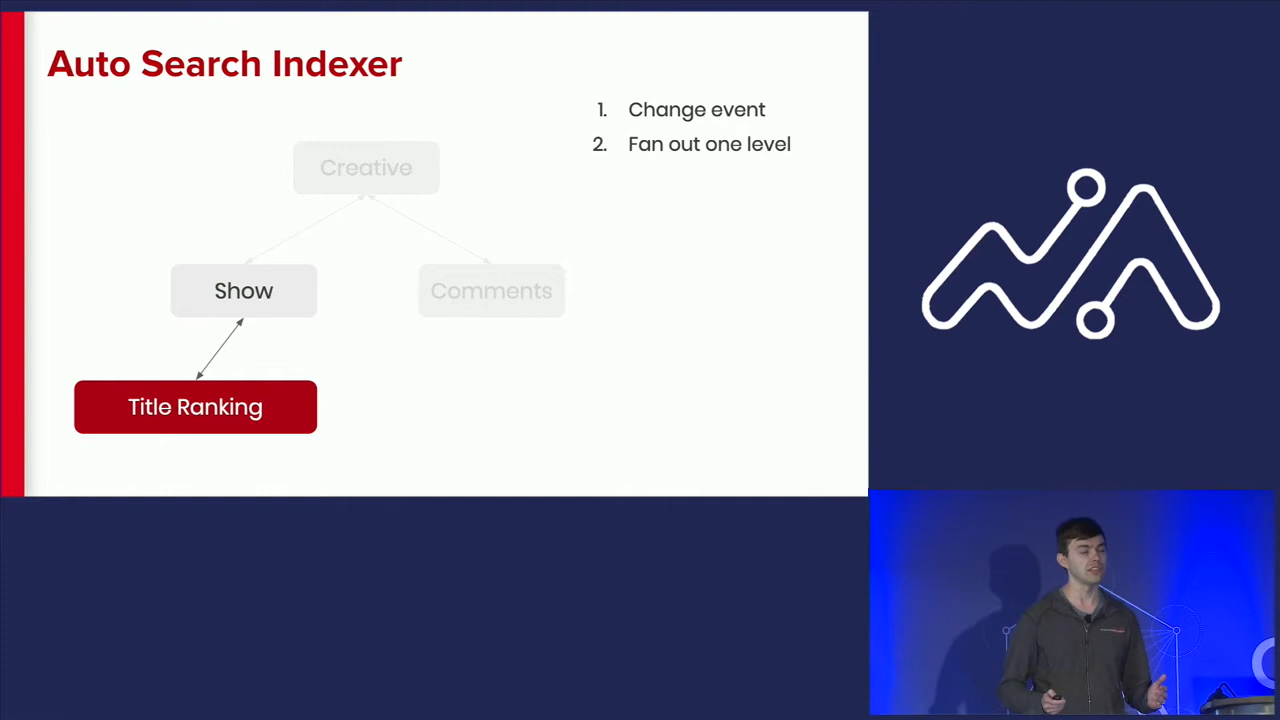 Auto Search Indexer
1. Change event
2. Fan out one level
Creative
Show
Comments
Title Ranking